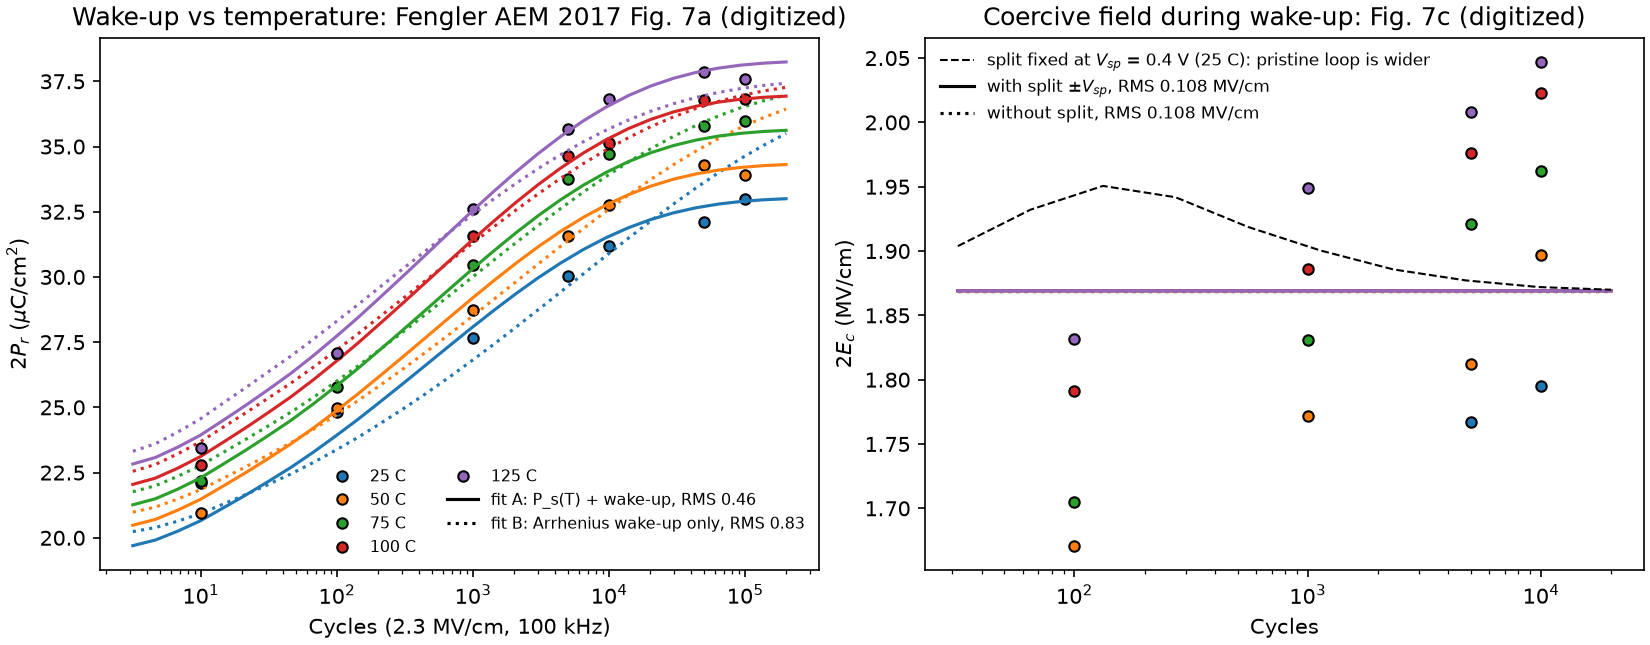 Wake-up vs temperature: Fengler AEM 2017 Fig. 7a (digitized)
37.5
35.0
32.5
30.0
27.5
25.0
22.5
20.0
2Pr (μC/cm²)
25 C
50 C
75 C
100 C
125 C
fit A: P_s(T) + wake-up, RMS 0.46
fit B: Arrhenius wake-up only, RMS 0.83
10¹
10²
10³
10⁴
10⁵
Cycles (2.3 MV/cm, 100 kHz)
Coercive field during wake-up: Fig. 7c (digitized)
2.05
2.00
1.95
1.90
1.85
1.80
1.75
1.70
2Ec (MV/cm)
split fixed at Vsp = 0.4 V (25 C): pristine loop is wider
with split ±Vsp, RMS 0.108 MV/cm
without split, RMS 0.108 MV/cm
10²
10³
10⁴
Cycles